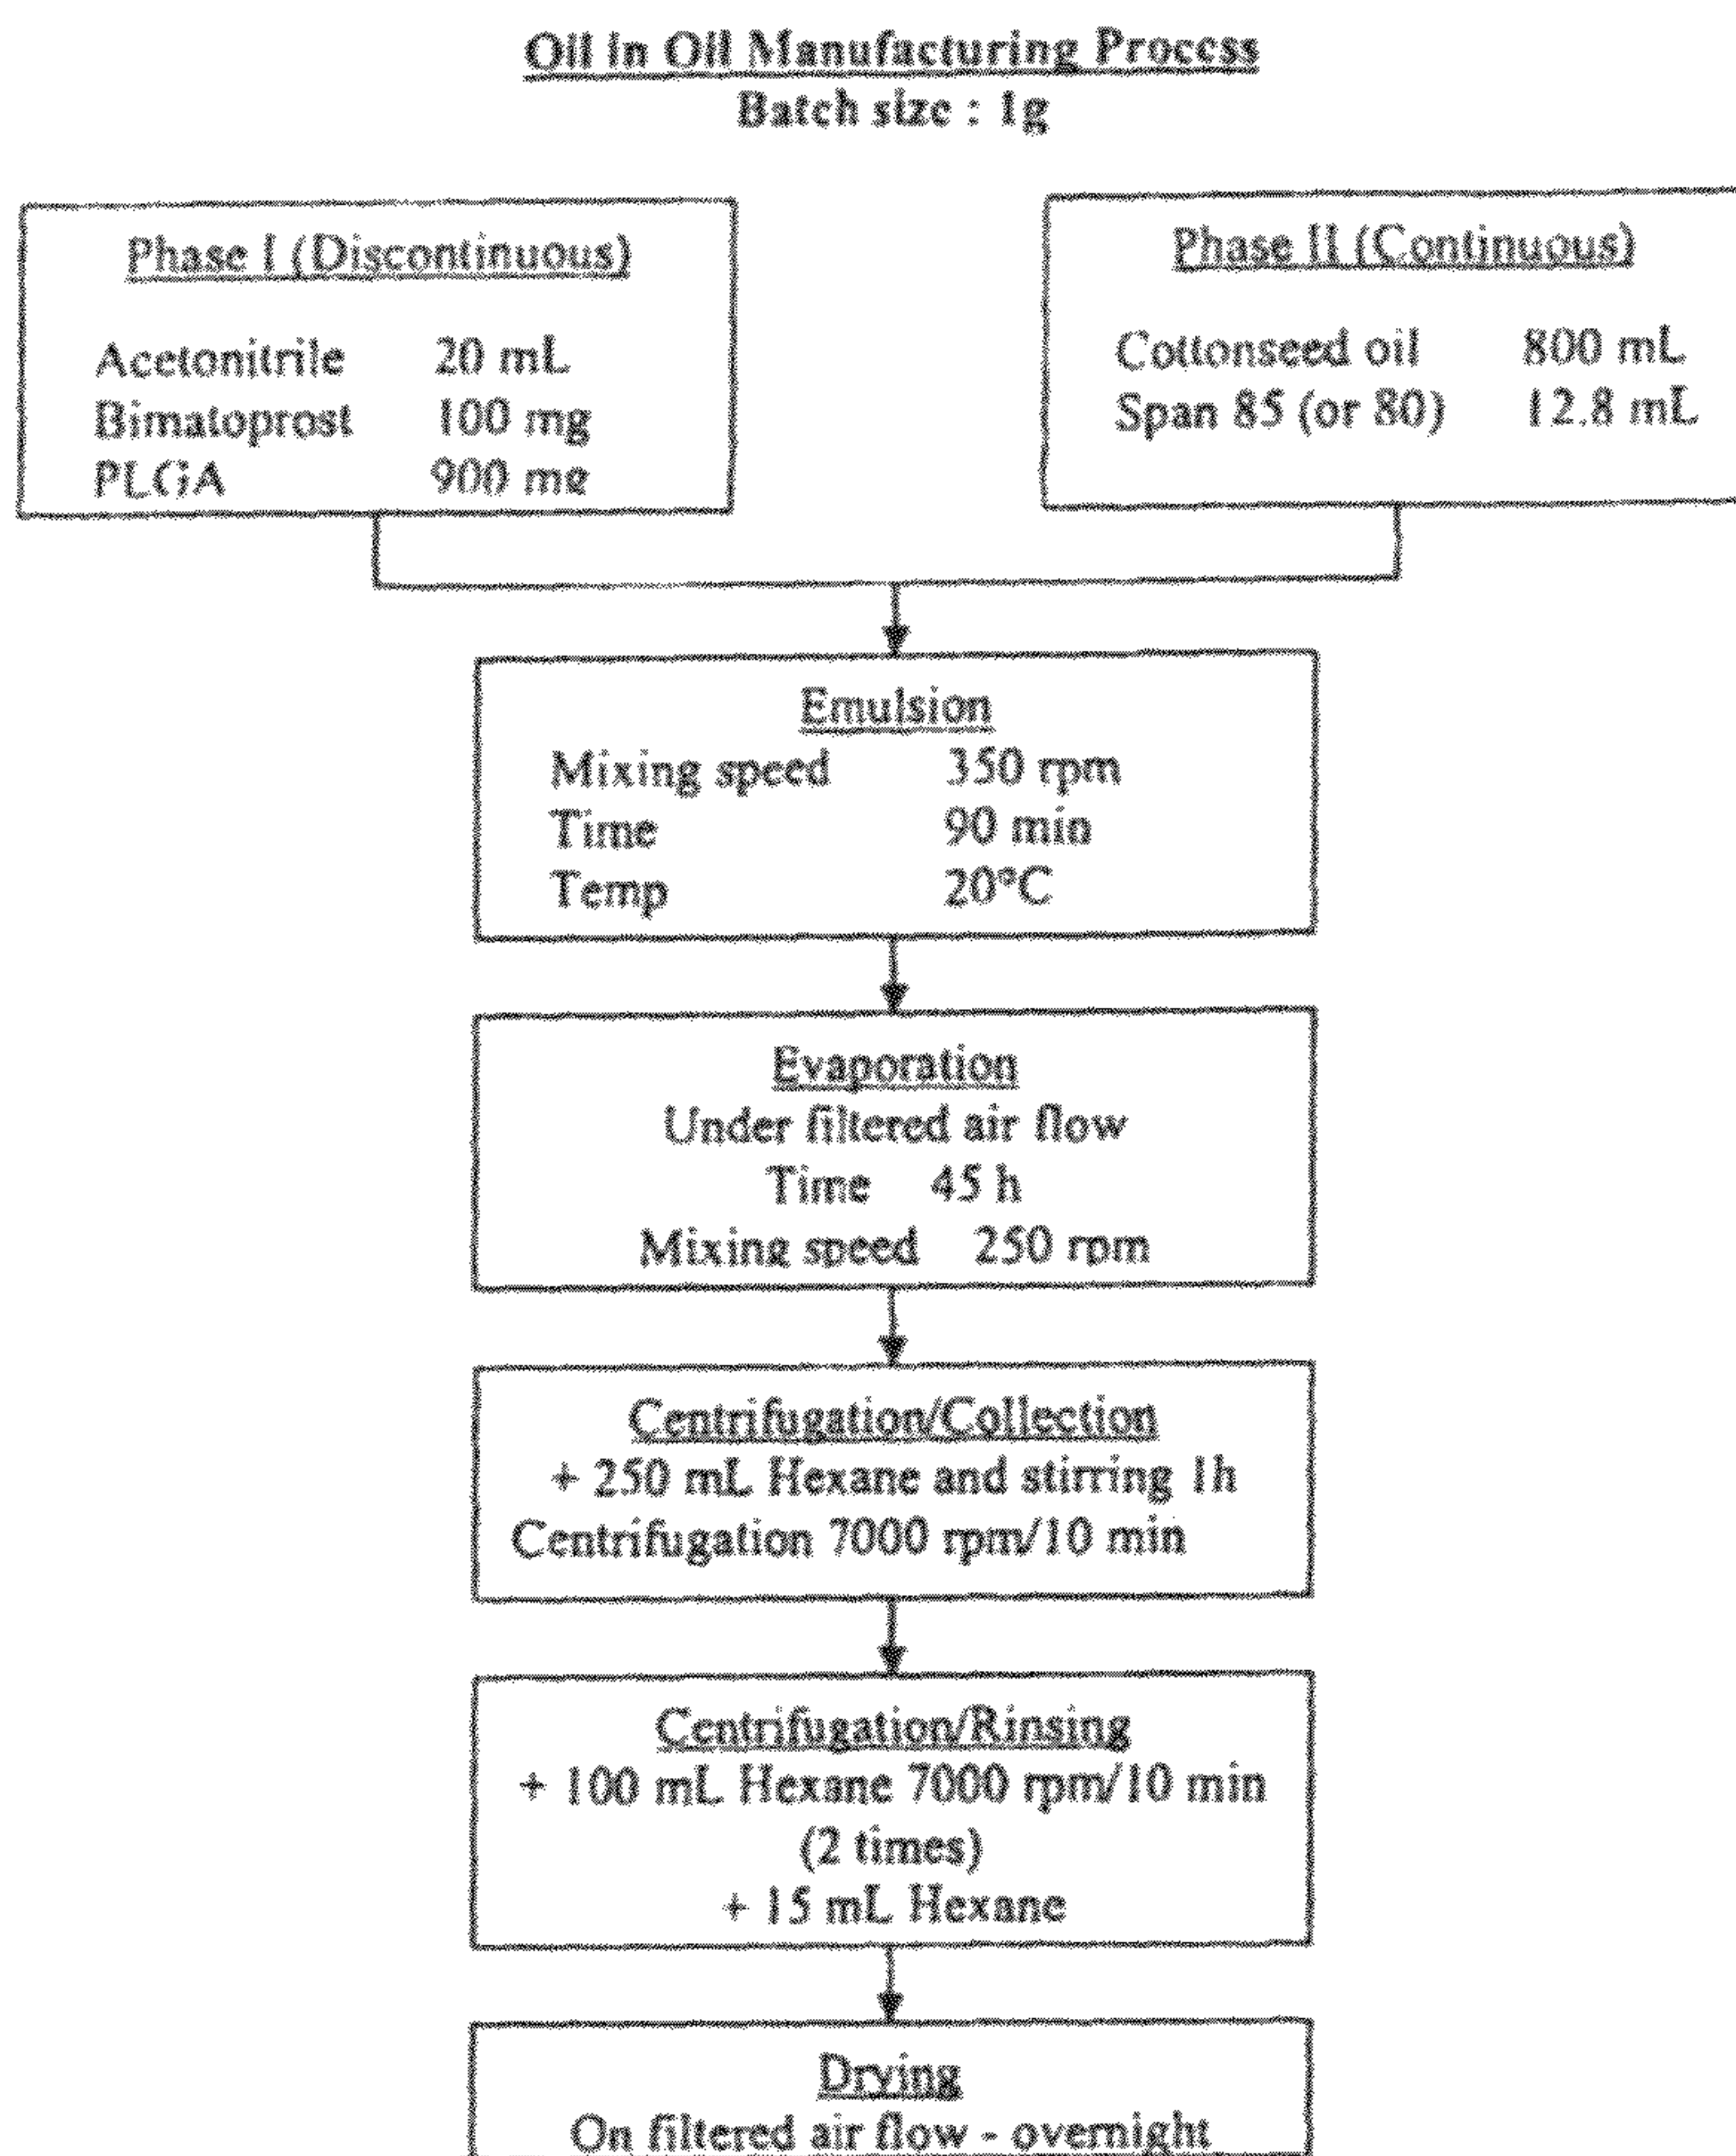 Oil In Oil Manufacturing Process
Batch size : 1g
Phase I (Discontinuous)
Acetonitrile 20 mL
Bimatoprost 100 mg
PLGA 900 mg
Phase II (Continuous)
Cottonseed oil 800 mL
Span 85 (or 80) 12.8 mL
Emulsion
Mixing speed 350 rpm
Time 90 min
Temp 20°C
Evaporation
Under filtered air flow
Time 45 h
Mixing speed 250 rpm
Centrifugation/Collection
+ 250 mL Hexane and stirring 1h
Centrifugation 7000 rpm/10 min
Centrifugation/Rinsing
+ 100 mL Hexane 7000 rpm/10 min
(2 times)
+ 15 mL Hexane
Drying
On filtered air flow - overnight